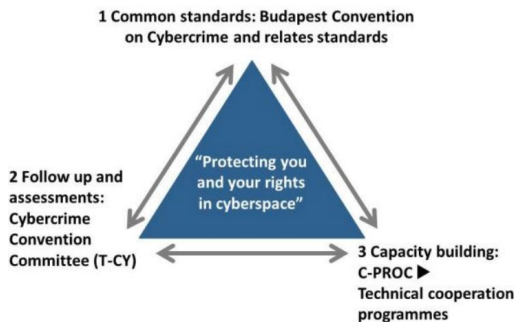 1 Common standards: Budapest Convention
on Cybercrime and relates standards
“Protecting you
and your rights
in cyberspace”
2 Follow up and
assessments:
Cybercrime
Convention
Committee (T-CY)
3 Capacity building:
C-PROC ▶
Technical cooperation
programmes